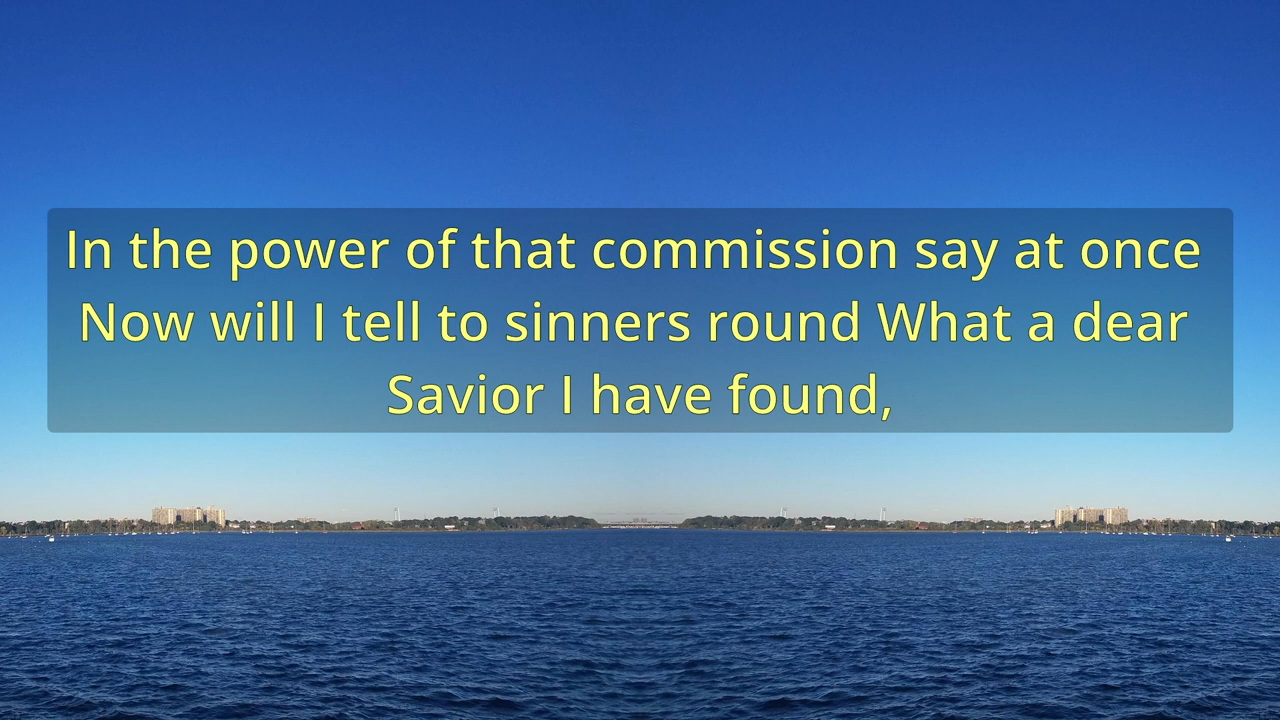 In the power of that commission say at once
Now will I tell to sinners round What a dear
Savior I have found,